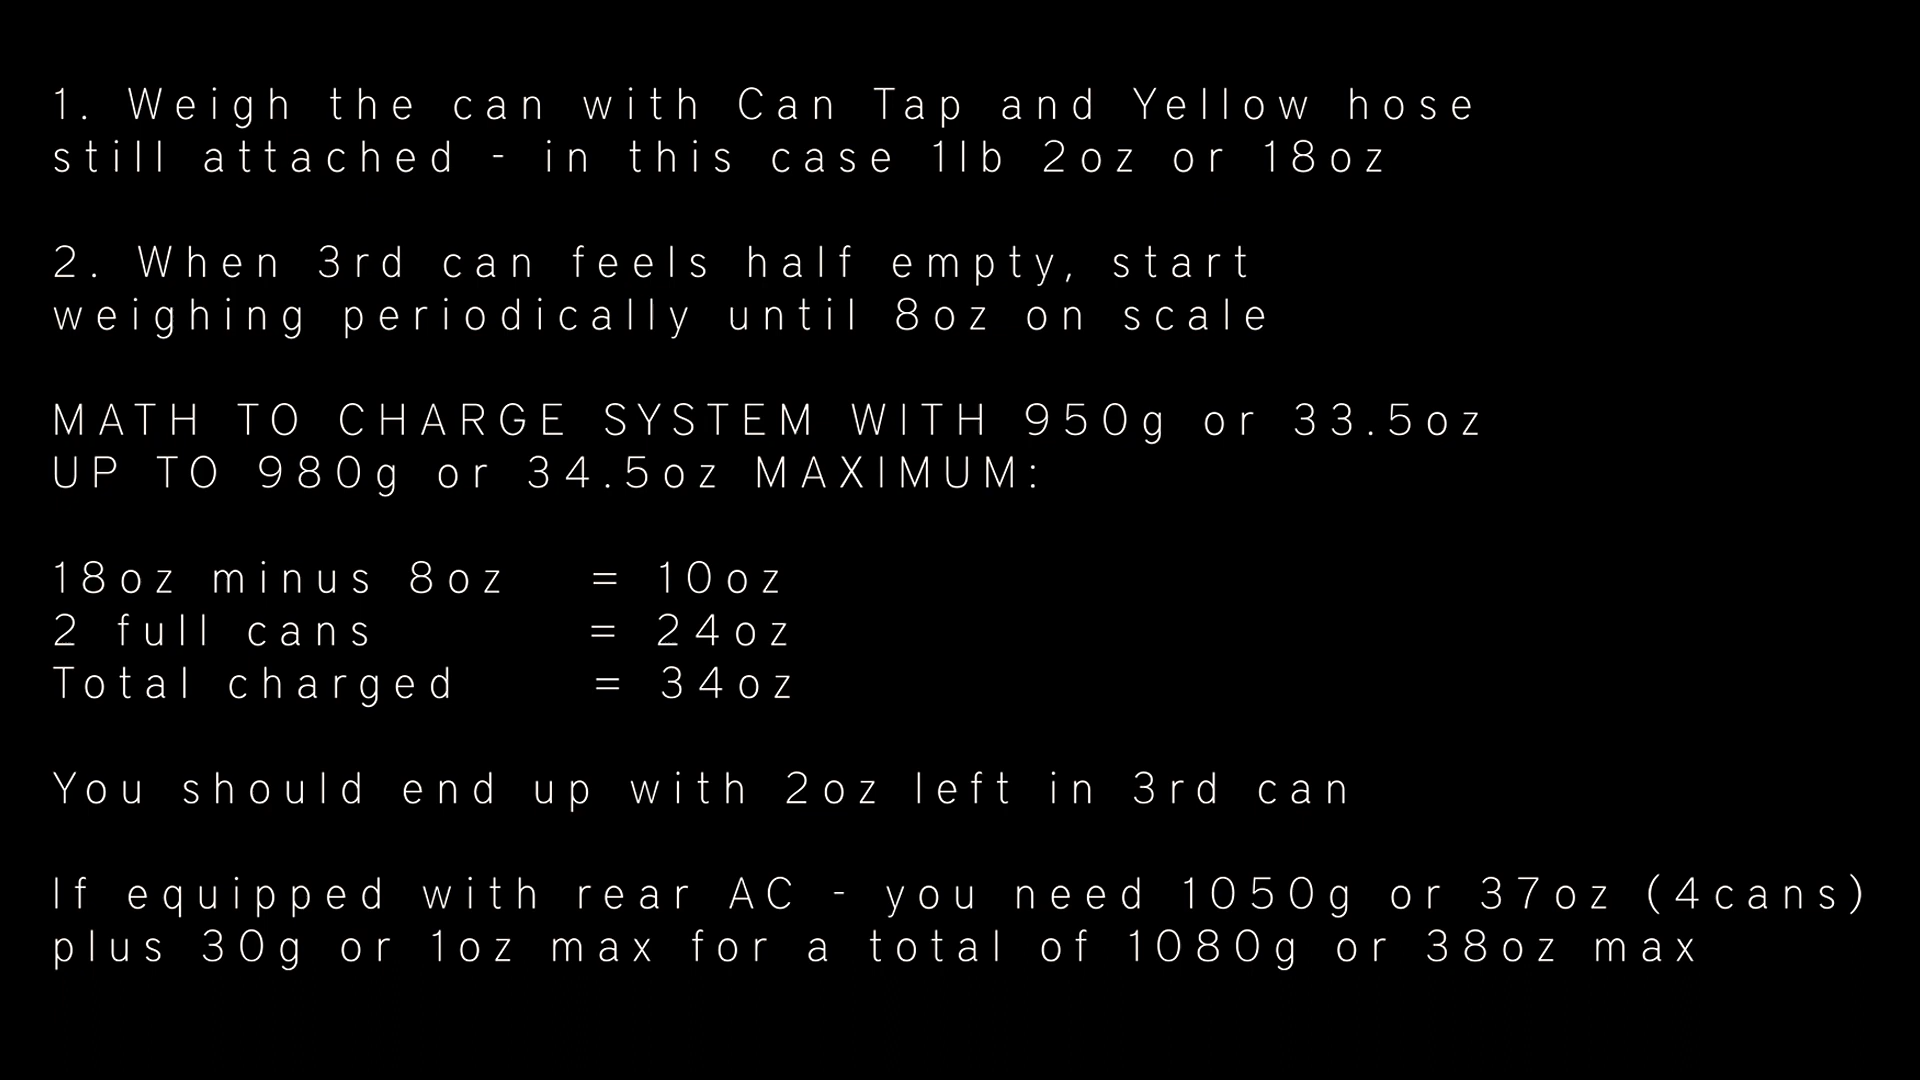 1. Weigh the can with Can Tap and Yellow hose
still attached - in this case 1lb 2oz or 18oz
2. When 3rd can feels half empty, start
weighing periodically until 8oz on scale
MATH TO CHARGE SYSTEM WITH 950g or 33.5oz
UP TO 980g or 34.5oz MAXIMUM:
18oz minus 8oz = 10oz
2 full cans = 24oz
Total charged = 34oz
You should end up with 2oz left in 3rd can
If equipped with rear AC - you need 1050g or 37oz (4cans)
plus 30g or 1oz max for a total of 1080g or 38oz max